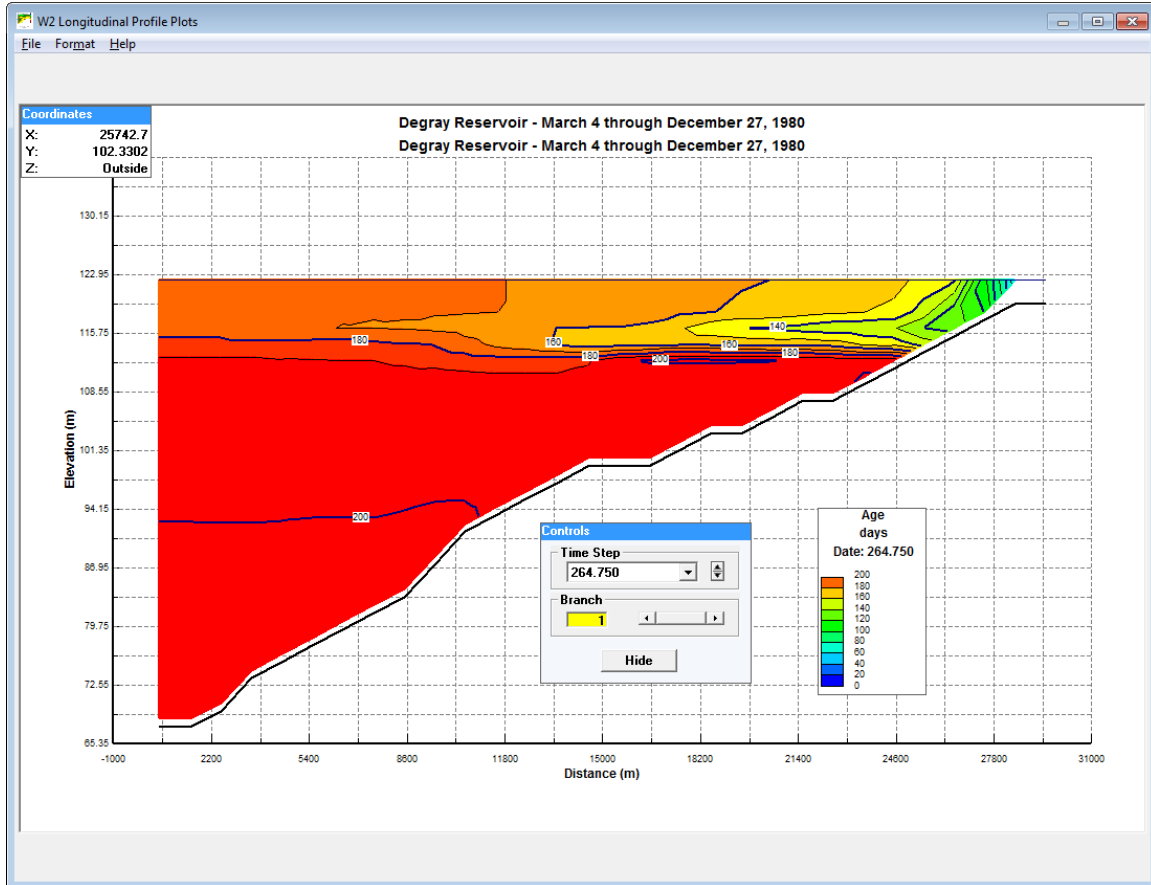 W2 Longitudinal Profile Plots
File Format Help
Coordinates
X: 25742.7
Y: 102.3302
Z: Outside
Degray Reservoir - March 4 through December 27, 1980
Degray Reservoir - March 4 through December 27, 1980
130.15
122.95
115.75
108.55
101.35
94.15
86.95
79.75
72.55
65.35
Elevation (m)
140
160
160
180
180
180
200
200
Controls
Time Step
264.750
Branch
1
Hide
Age
days
Date: 264.750
200
180
160
140
120
100
80
60
40
20
0
-1000 2200 5400 8600 11800 15000 18200 21400 24600 27800 31000
Distance (m)